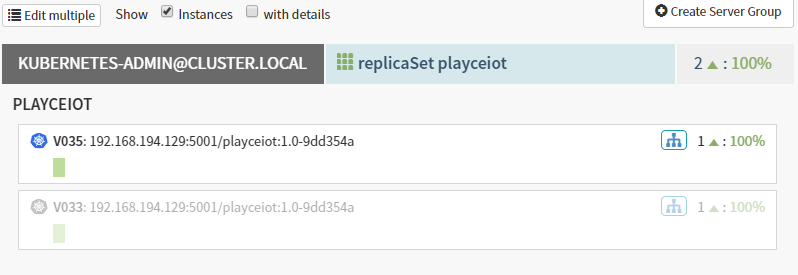 Edit multiple Show Instances with details Create Server Group
KUBERNETES-ADMIN@CLUSTER.LOCAL replicaSet playceiot 2 : 100%
PLAYCEIOT
V035: 192.168.194.129:5001/playceiot:1.0-9dd354a 1 : 100%
V033: 192.168.194.129:5001/playceiot:1.0-9dd354a 1 : 100%